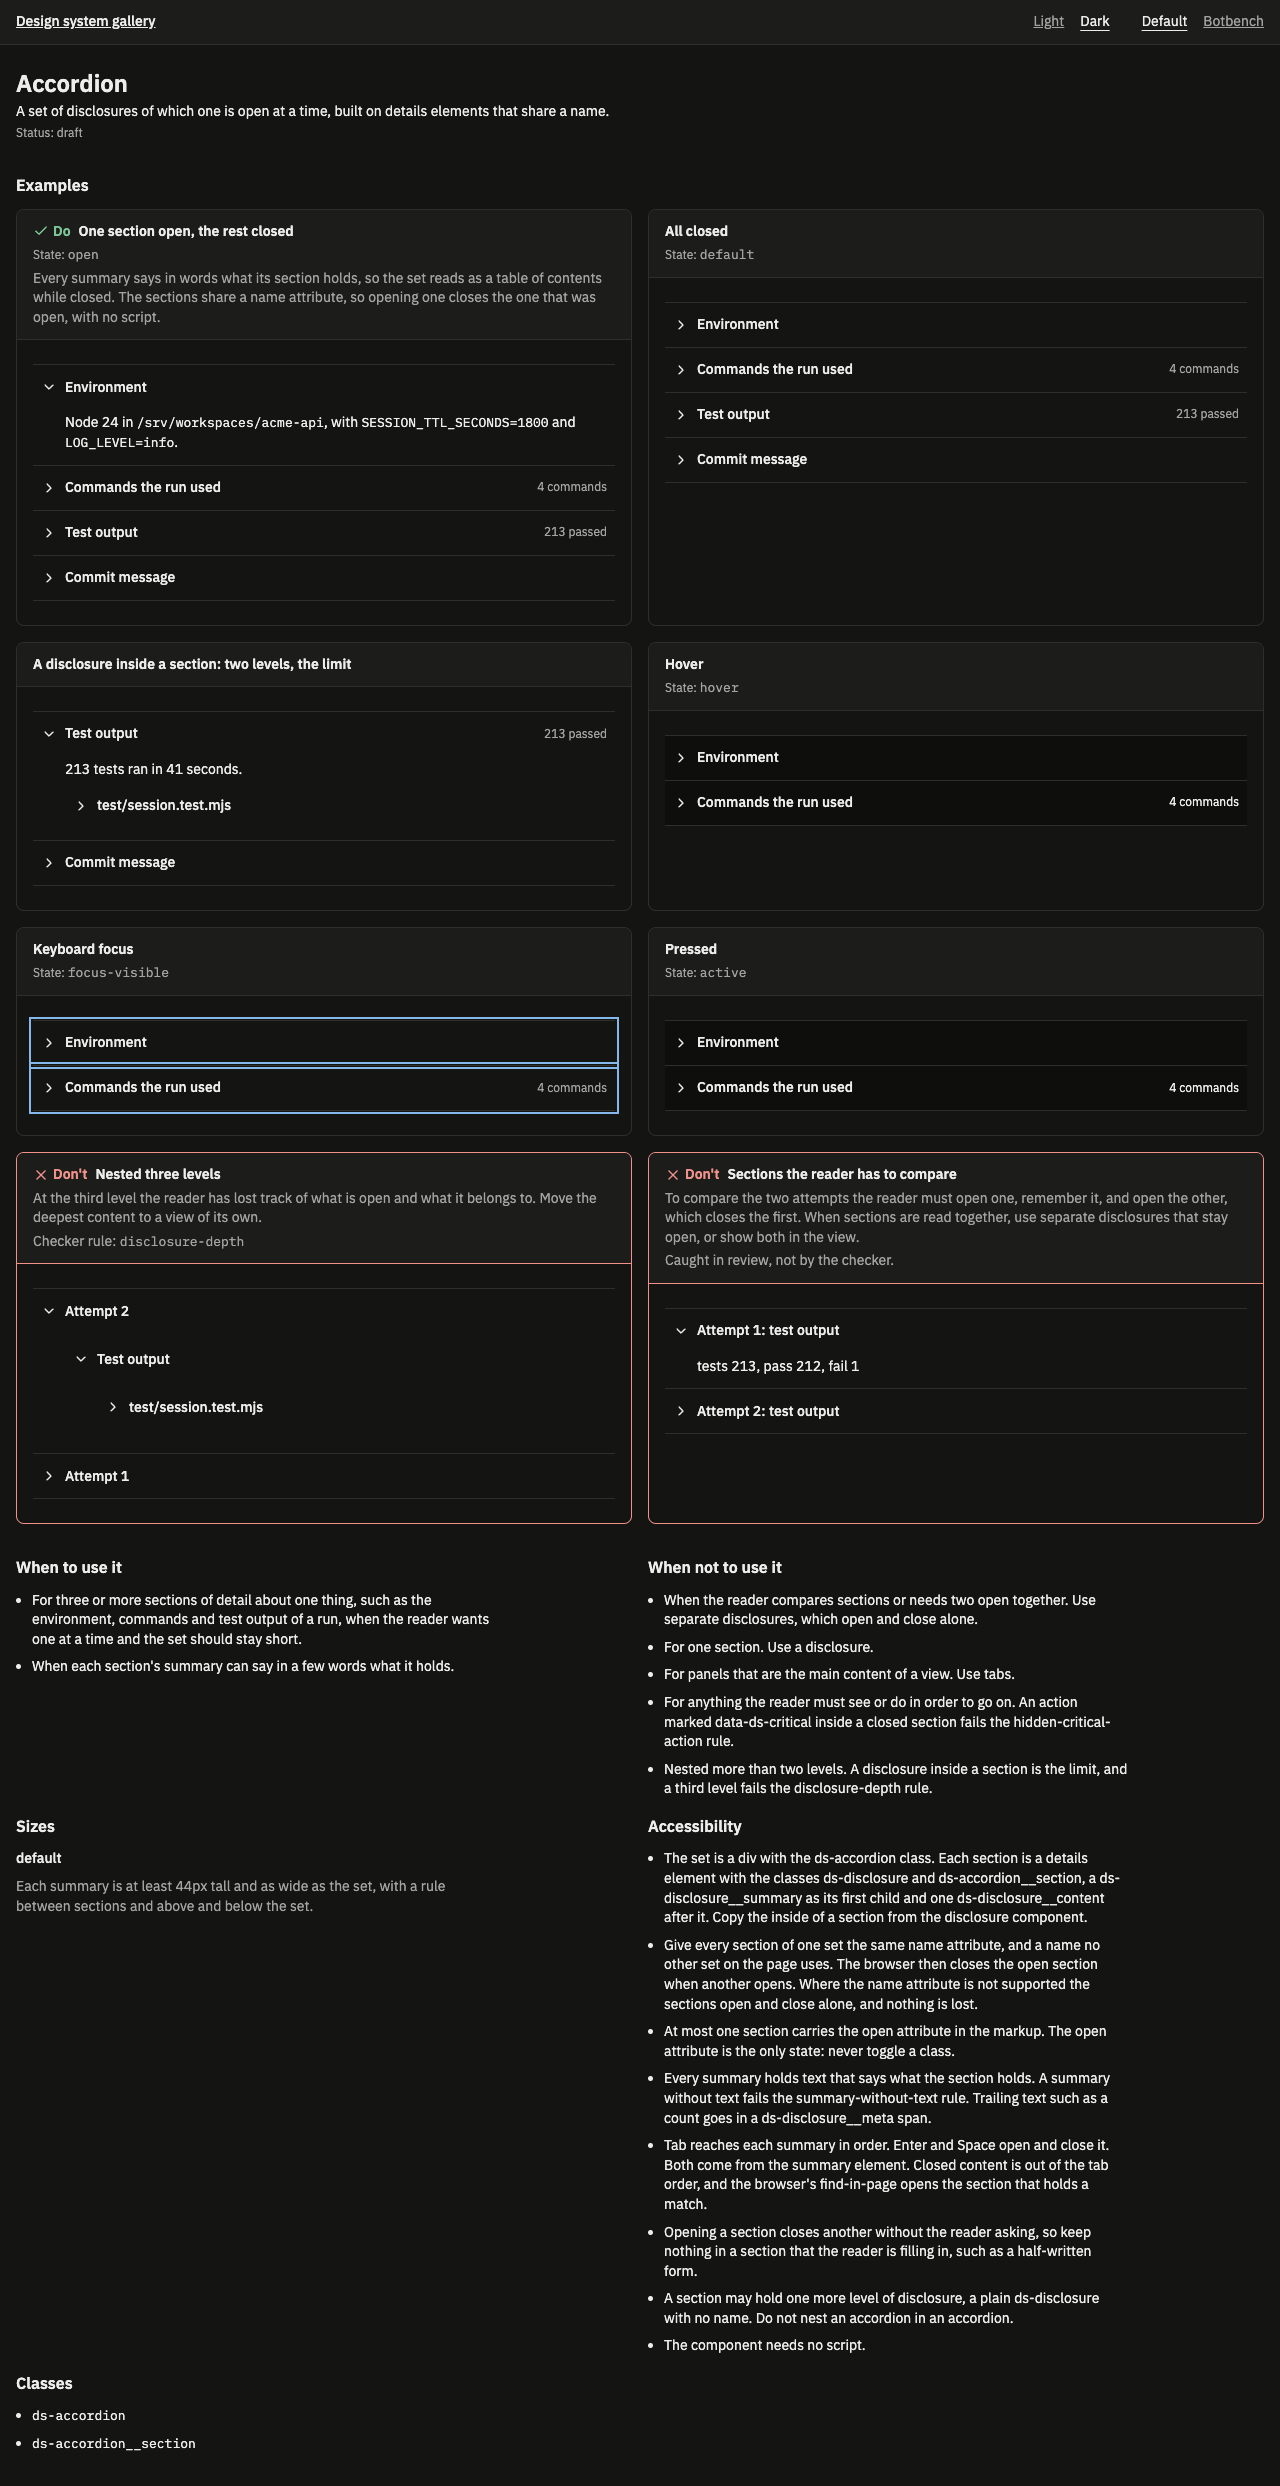 Design system gallery
Light Dark Default Botbench
Accordion
A set of disclosures of which one is open at a time, built on details elements that share a name.
Status: draft
Examples
Do One section open, the rest closed
State: open
Every summary says in words what its section holds, so the set reads as a table of contents
while closed. The sections share a name attribute, so opening one closes the one that was
open, with no script.
Environment
Node 24 in /srv/workspaces/acme-api, with SESSION_TTL_SECONDS=1800 and
LOG_LEVEL=info.
Commands the run used 4 commands
Test output 213 passed
Commit message
All closed
State: default
Environment
Commands the run used 4 commands
Test output 213 passed
Commit message
A disclosure inside a section: two levels, the limit
Test output 213 passed
213 tests ran in 41 seconds.
test/session.test.mjs
Commit message
Hover
State: hover
Environment
Commands the run used 4 commands
Keyboard focus
State: focus-visible
Environment
Commands the run used 4 commands
Pressed
State: active
Environment
Commands the run used 4 commands
Don't Nested three levels
At the third level the reader has lost track of what is open and what it belongs to. Move the
deepest content to a view of its own.
Checker rule: disclosure-depth
Attempt 2
Test output
test/session.test.mjs
Attempt 1
Don't Sections the reader has to compare
To compare the two attempts the reader must open one, remember it, and open the other,
which closes the first. When sections are read together, use separate disclosures that stay
open, or show both in the view.
Caught in review, not by the checker.
Attempt 1: test output
tests 213, pass 212, fail 1
Attempt 2: test output
When to use it
For three or more sections of detail about one thing, such as the
environment, commands and test output of a run, when the reader wants
one at a time and the set should stay short.
When each section's summary can say in a few words what it holds.
When not to use it
When the reader compares sections or needs two open together. Use
separate disclosures, which open and close alone.
For one section. Use a disclosure.
For panels that are the main content of a view. Use tabs.
For anything the reader must see or do in order to go on. An action
marked data-ds-critical inside a closed section fails the hidden-critical-
action rule.
Nested more than two levels. A disclosure inside a section is the limit, and
a third level fails the disclosure-depth rule.
Sizes
default
Each summary is at least 44px tall and as wide as the set, with a rule
between sections and above and below the set.
Accessibility
The set is a div with the ds-accordion class. Each section is a details
element with the classes ds-disclosure and ds-accordion__section, a ds-
disclosure__summary as its first child and one ds-disclosure__content
after it. Copy the inside of a section from the disclosure component.
Give every section of one set the same name attribute, and a name no
other set on the page uses. The browser then closes the open section
when another opens. Where the name attribute is not supported the
sections open and close alone, and nothing is lost.
At most one section carries the open attribute in the markup. The open
attribute is the only state: never toggle a class.
Every summary holds text that says what the section holds. A summary
without text fails the summary-without-text rule. Trailing text such as a
count goes in a ds-disclosure__meta span.
Tab reaches each summary in order. Enter and Space open and close it.
Both come from the summary element. Closed content is out of the tab
order, and the browser's find-in-page opens the section that holds a
match.
Opening a section closes another without the reader asking, so keep
nothing in a section that the reader is filling in, such as a half-written
form.
A section may hold one more level of disclosure, a plain ds-disclosure
with no name. Do not nest an accordion in an accordion.
The component needs no script.
Classes
ds-accordion
ds-accordion__section